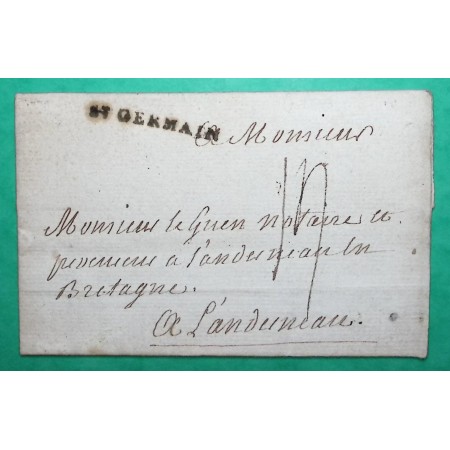 ST GERMAIN
A Monsieur
Monsieur le Guen notaire et
procureur a Landerneau En
Bretagne.
A Landerneau.